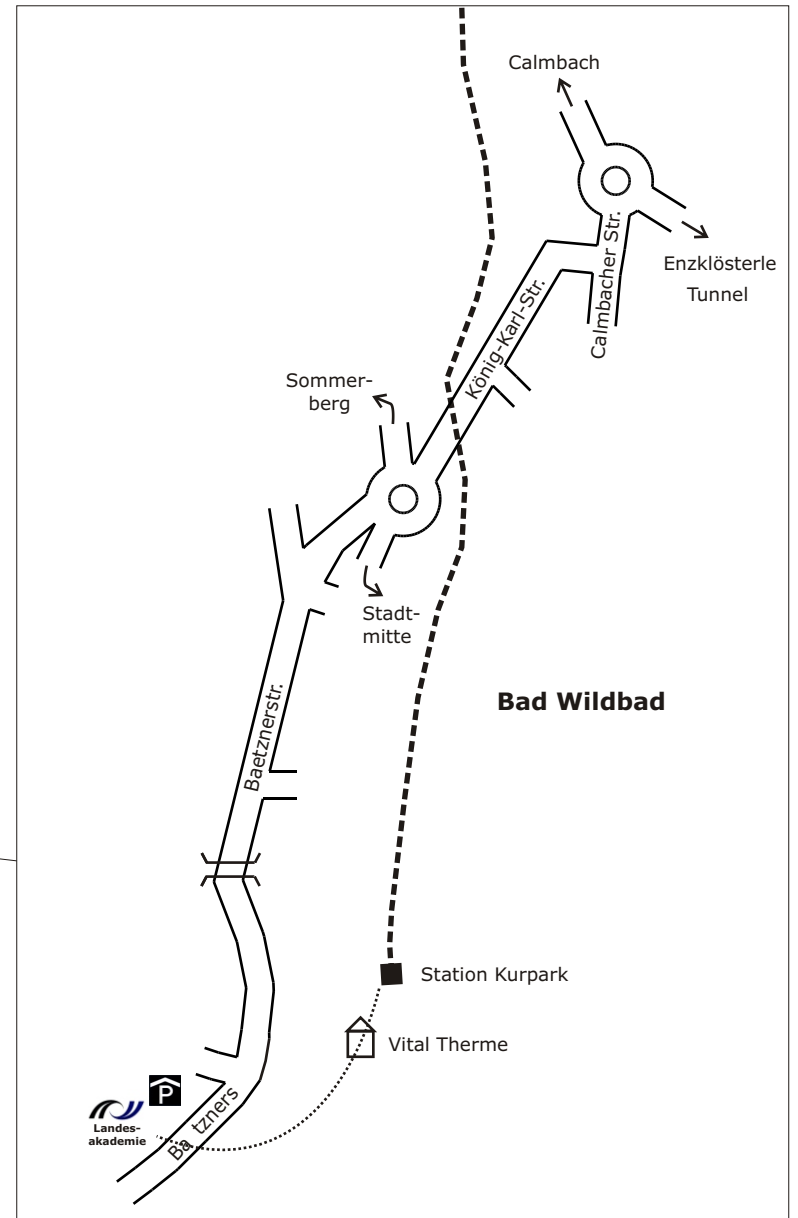 Calmbach
Enzklösterle
Tunnel
Calmbacher Str.
König-Karl-Str.
Sommer-
berg
Stadt-
mitte
Bad Wildbad
Baetznerstr.
Station Kurpark
Vital Therme
P
Landes-
akademie
Ba tzners